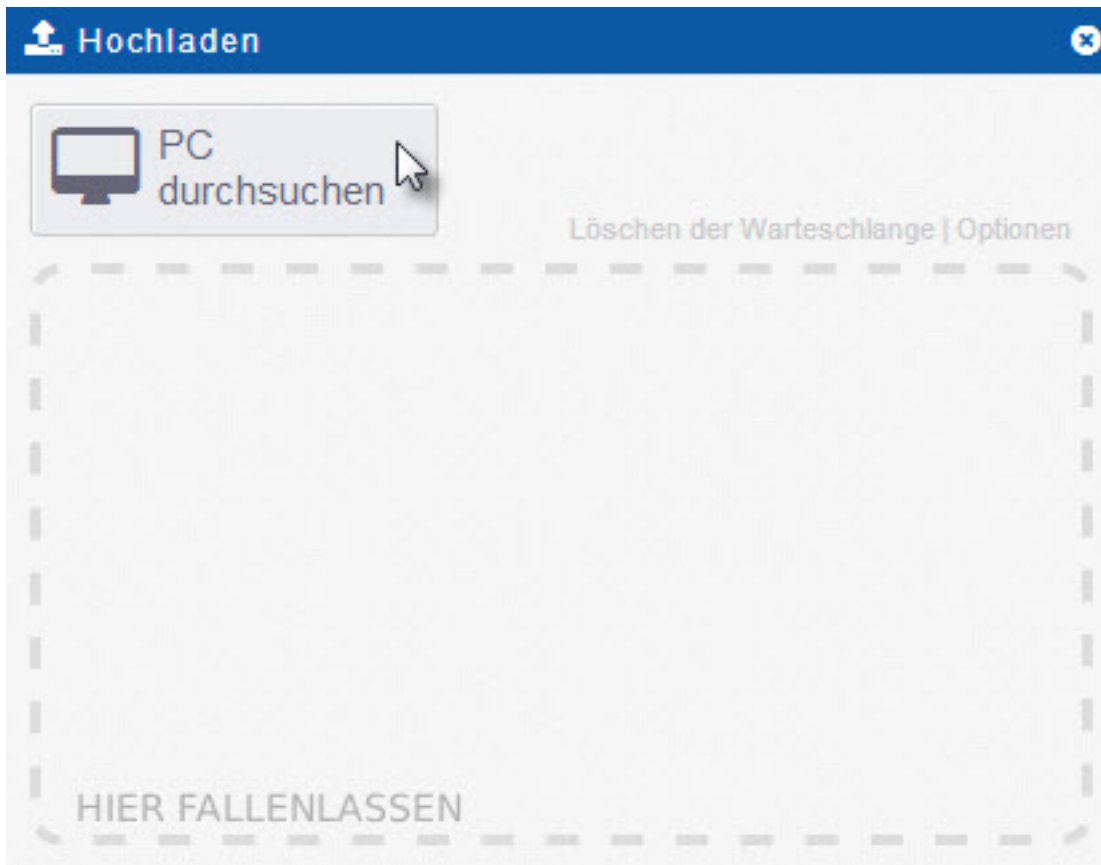 Hochladen
PC
durchsuchen
Löschen der Warteschlange | Optionen
HIER FALLENLASSEN